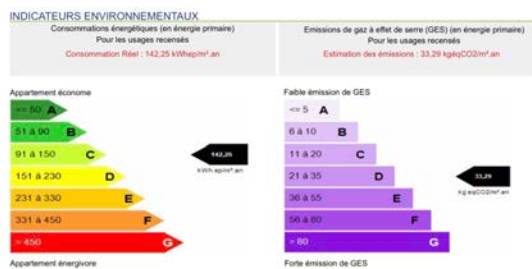 INDICATEURS ENVIRONNEMENTAUX
Consommations énergétiques (en énergie primaire)
Pour les usages recensés
Consommation Réel : 142,25 kWhep/m².an
Emissions de gaz à effet de serre (GES) (en énergie primaire)
Pour les usages recensés
Estimation des émissions : 33,29 kgéqCO2/m².an
Appartement économe
<= 50 A
51 à 90 B
91 à 150 C
151 à 230 D
231 à 330 E
331 à 450 F
> 450 G
Appartement énergivore
142,25
kWh ep/m².an
Faible émission de GES
<= 5 A
6 à 10 B
11 à 20 C
21 à 35 D
36 à 55 E
56 à 80 F
> 80 G
Forte émission de GES
33,29
kg eqCO2/m².an